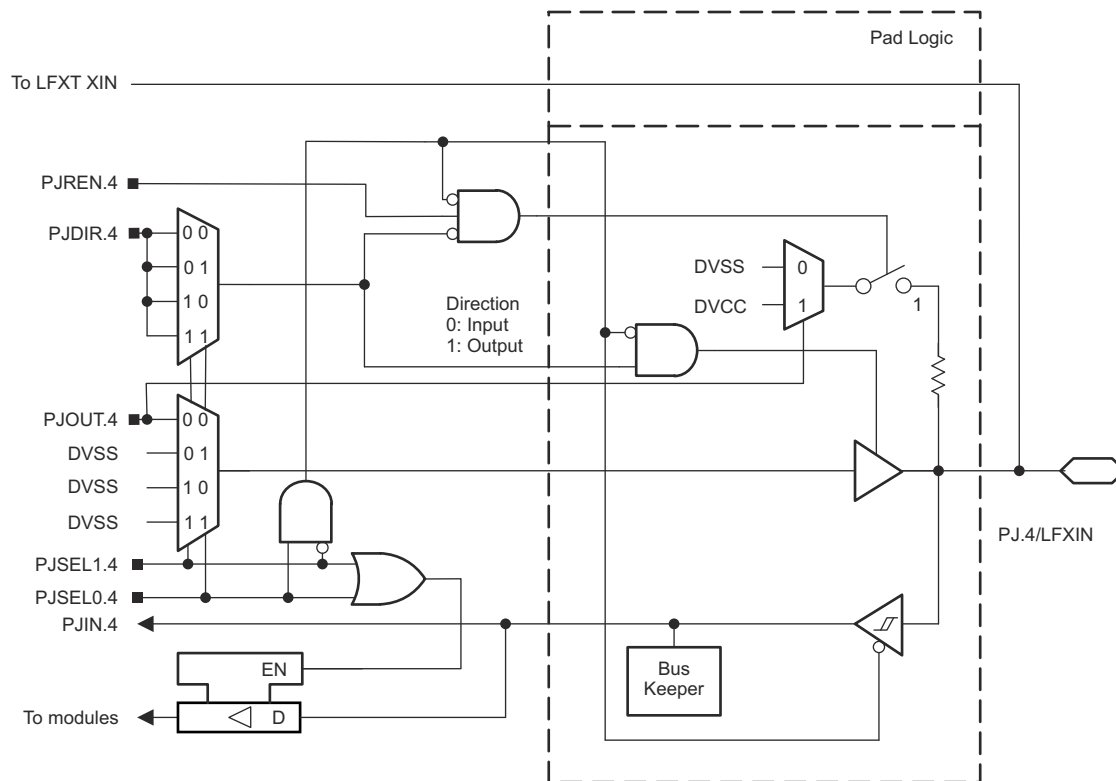 Pad Logic
To LFXT XIN
PJREN.4
PJDIR.4
0 0
0 1
1 0
1 1
Direction
0: Input
1: Output
DVSS
0
DVCC
1
1
PJOUT.4
0 0
DVSS
0 1
DVSS
1 0
DVSS
1 1
PJ.4/LFXIN
PJSEL1.4
PJSEL0.4
PJIN.4
EN
Bus
Keeper
To modules
D